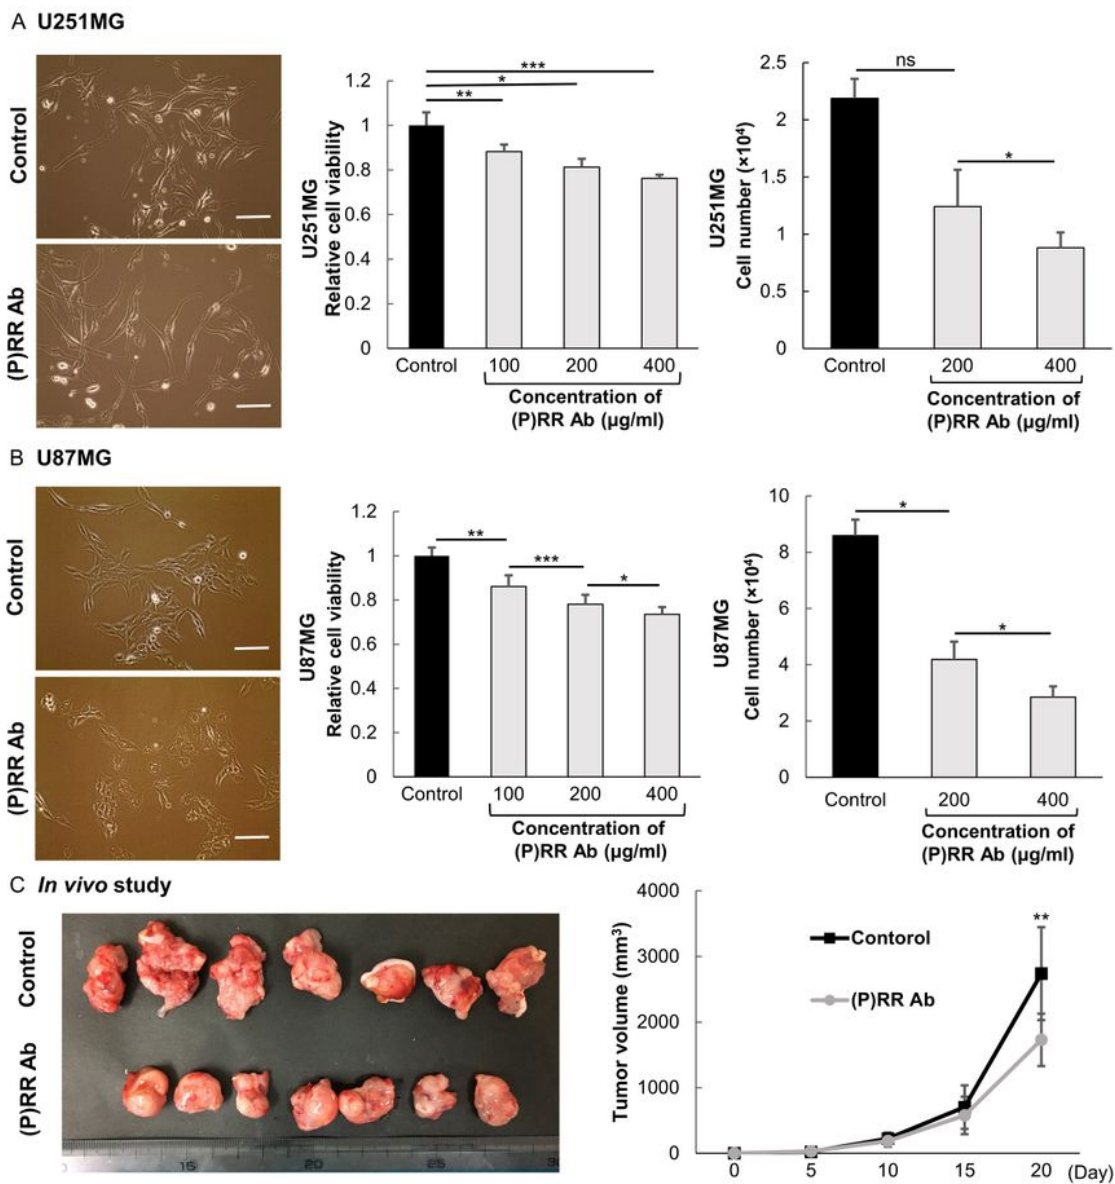 A U251MG
Control
(P)RR Ab
U251MG
Relative cell viability
1.2
1
0.8
0.6
0.4
0.2
0
***
*
**
Control
100
200
400
Concentration of
(P)RR Ab (µg/ml)
U251MG
Cell number (×10⁴)
2.5
2
1.5
1
0.5
0
ns
*
Control
200
400
Concentration of
(P)RR Ab (µg/ml)
B U87MG
Control
(P)RR Ab
U87MG
Relative cell viability
1.2
1
0.8
0.6
0.4
0.2
0
**
***
*
Control
100
200
400
Concentration of
(P)RR Ab (µg/ml)
U87MG
Cell number (×10⁴)
10
8
6
4
2
0
*
*
Control
200
400
Concentration of
(P)RR Ab (µg/ml)
C In vivo study
Control
(P)RR Ab
15
20
25
Tumor volume (mm³)
4000
3000
2000
1000
0
Contorol
(P)RR Ab
**
0
5
10
15
20
(Day)